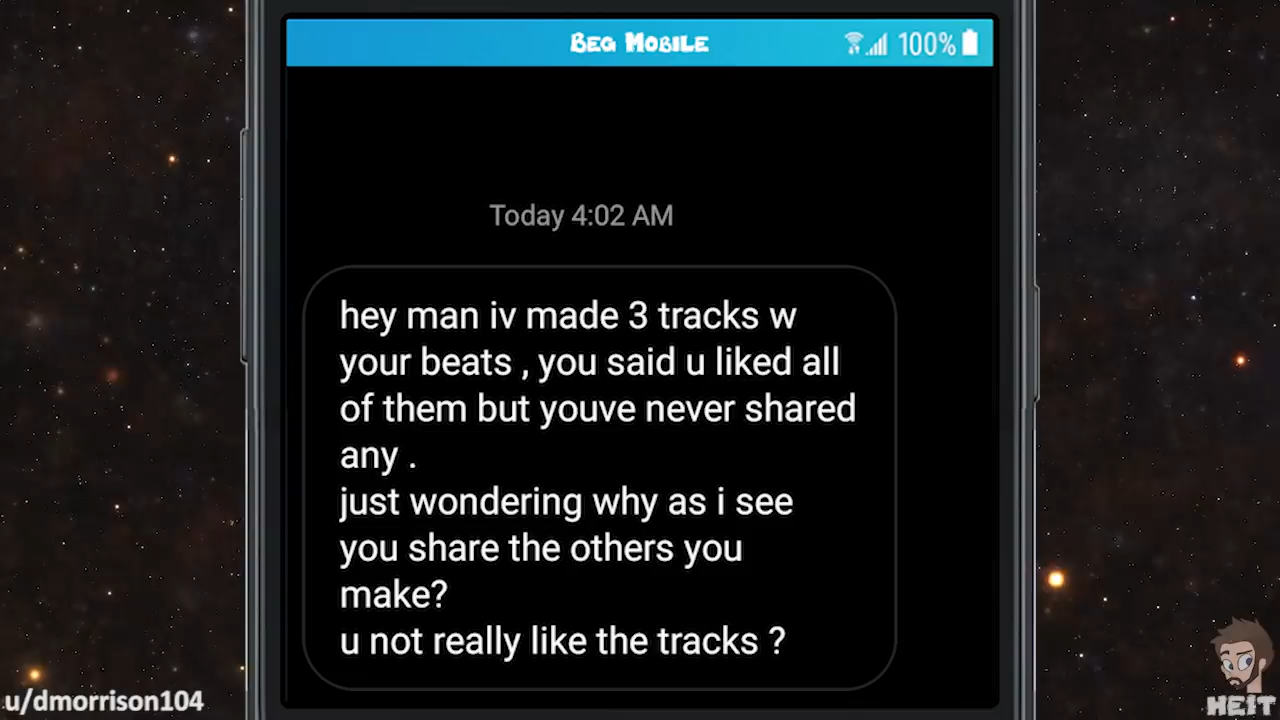 Beg Mobile
100%
Today 4:02 AM
hey man iv made 3 tracks w
your beats , you said u liked all
of them but youve never shared
any .
just wondering why as i see
you share the others you
make?
u not really like the tracks ?
u/dmorrison104
HEIT